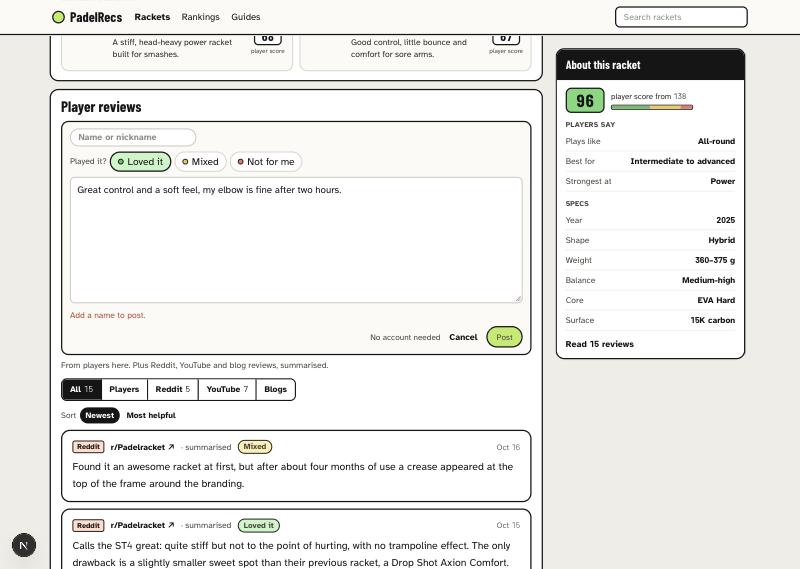 PadelRecs
Rackets
Rankings
Guides
Search rackets
A stiff, head-heavy power racket
built for smashes.
68
player score
Good control, little bounce and
comfort for sore arms.
67
player score
Player reviews
Name or nickname
Played it?
Loved it
Mixed
Not for me
Great control and a soft feel, my elbow is fine after two hours.
Add a name to post.
No account needed
Cancel
Post
From players here. Plus Reddit, YouTube and blog reviews, summarised.
All 15
Players
Reddit 5
YouTube 7
Blogs
Sort
Newest
Most helpful
Reddit r/Padelracket ↗ · summarised Mixed Oct 16
Found it an awesome racket at first, but after about four months of use a crease appeared at the
top of the frame around the branding.
Reddit r/Padelracket ↗ · summarised Loved it Oct 15
Calls the ST4 great: quite stiff but not to the point of hurting, with no trampoline effect. The only
drawback is a slightly smaller sweet spot than their previous racket, a Drop Shot Axion Comfort.
About this racket
96
player score from 138
PLAYERS SAY
Plays like All-round
Best for Intermediate to advanced
Strongest at Power
SPECS
Year 2025
Shape Hybrid
Weight 360–375 g
Balance Medium-high
Core EVA Hard
Surface 15K carbon
Read 15 reviews
N